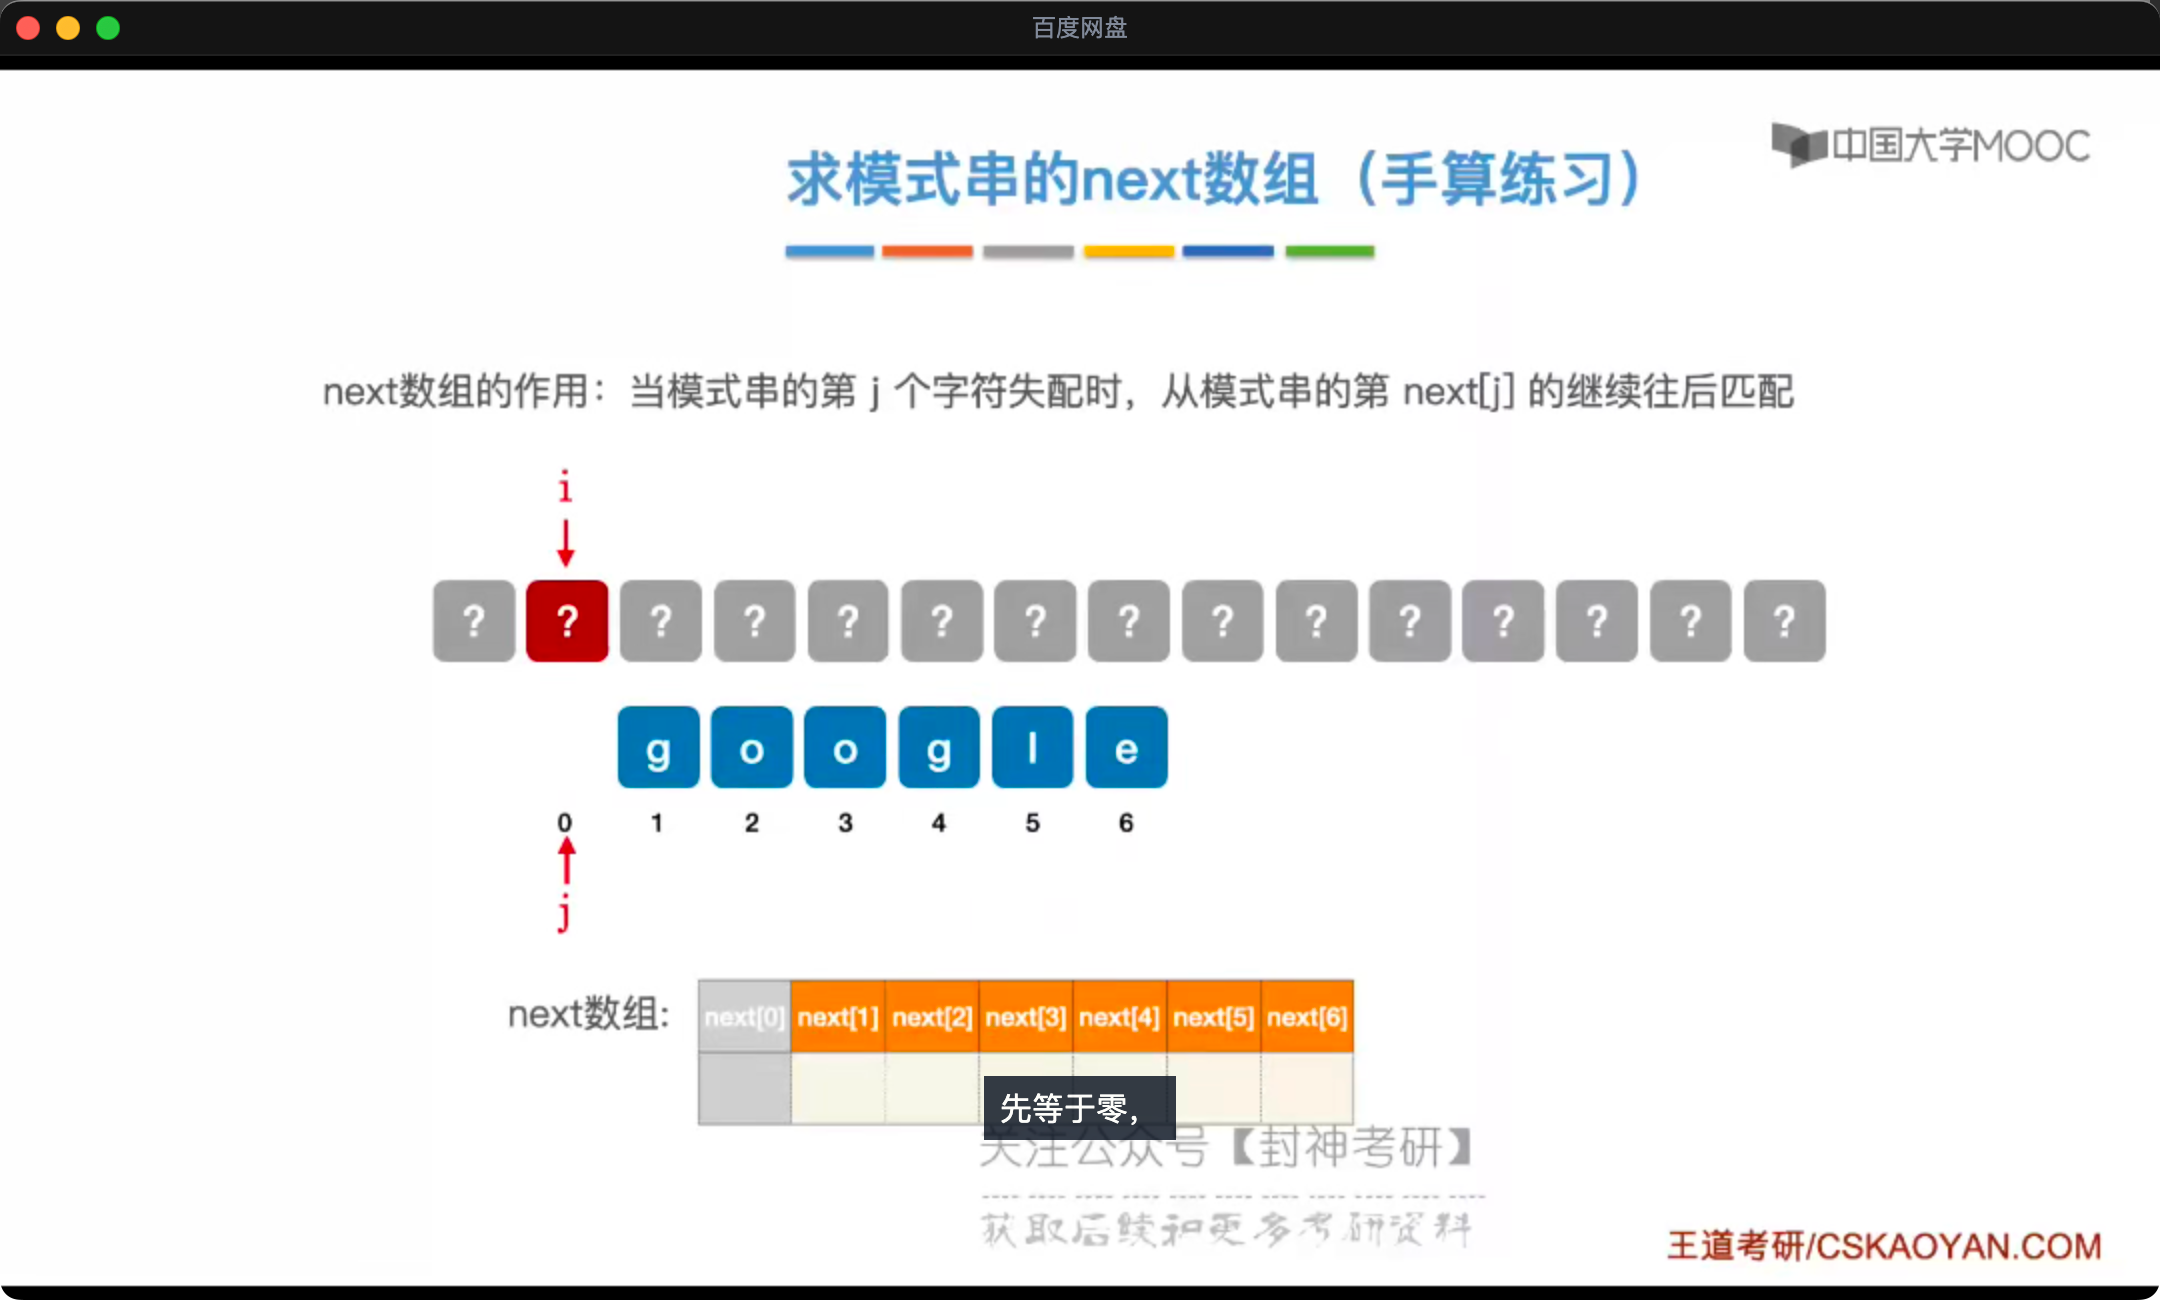 百度网盘
中国大学MOOC
求模式串的next数组（手算练习）
next数组的作用：当模式串的第 j 个字符失配时，从模式串的第 next[j] 的继续往后匹配
i
? ? ? ? ? ? ? ? ? ? ? ? ? ? ?
g o o g l e
0 1 2 3 4 5 6
j
next数组: next[0] next[1] next[2] next[3] next[4] next[5] next[6]
先等于零,
关注公众号【封神考研】
获取后续和更多考研资料
王道考研/CSKAOYAN.COM